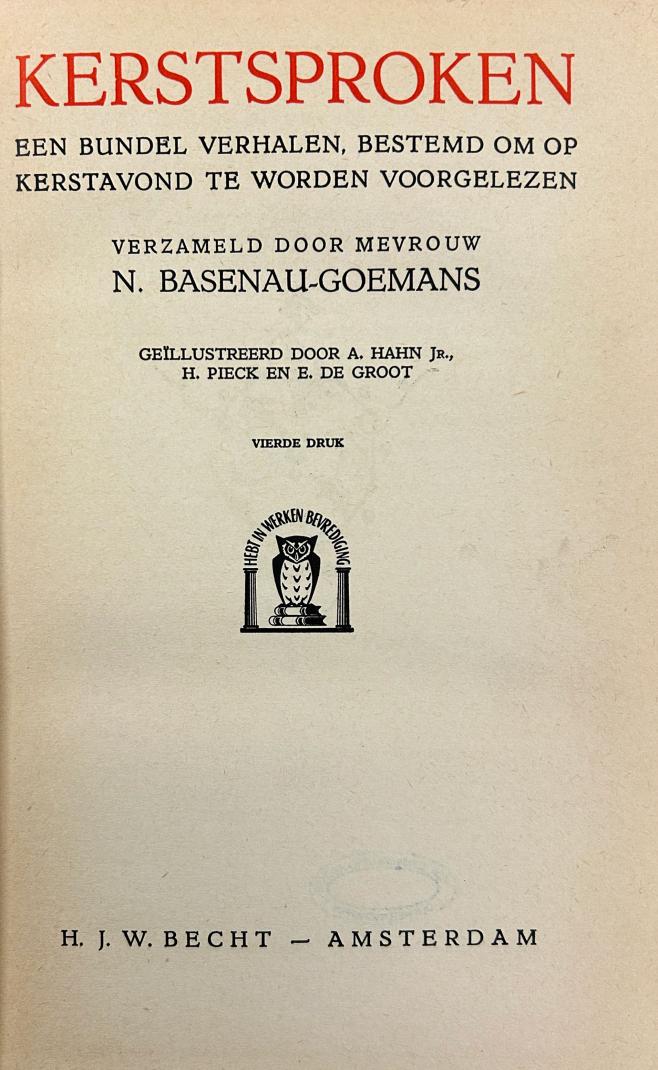 KERSTSPROKEN
EEN BUNDEL VERHALEN, BESTEMD OM OP
KERSTAVOND TE WORDEN VOORGELEZEN
VERZAMELD DOOR MEVROUW
N. BASENAU-GOEMANS
GEÏLLUSTREERD DOOR A. HAHN JR.,
H. PIECK EN E. DE GROOT
VIERDE DRUK
HEBT IN WERKEN BEVREDIGING
H. J. W. BECHT — AMSTERDAM